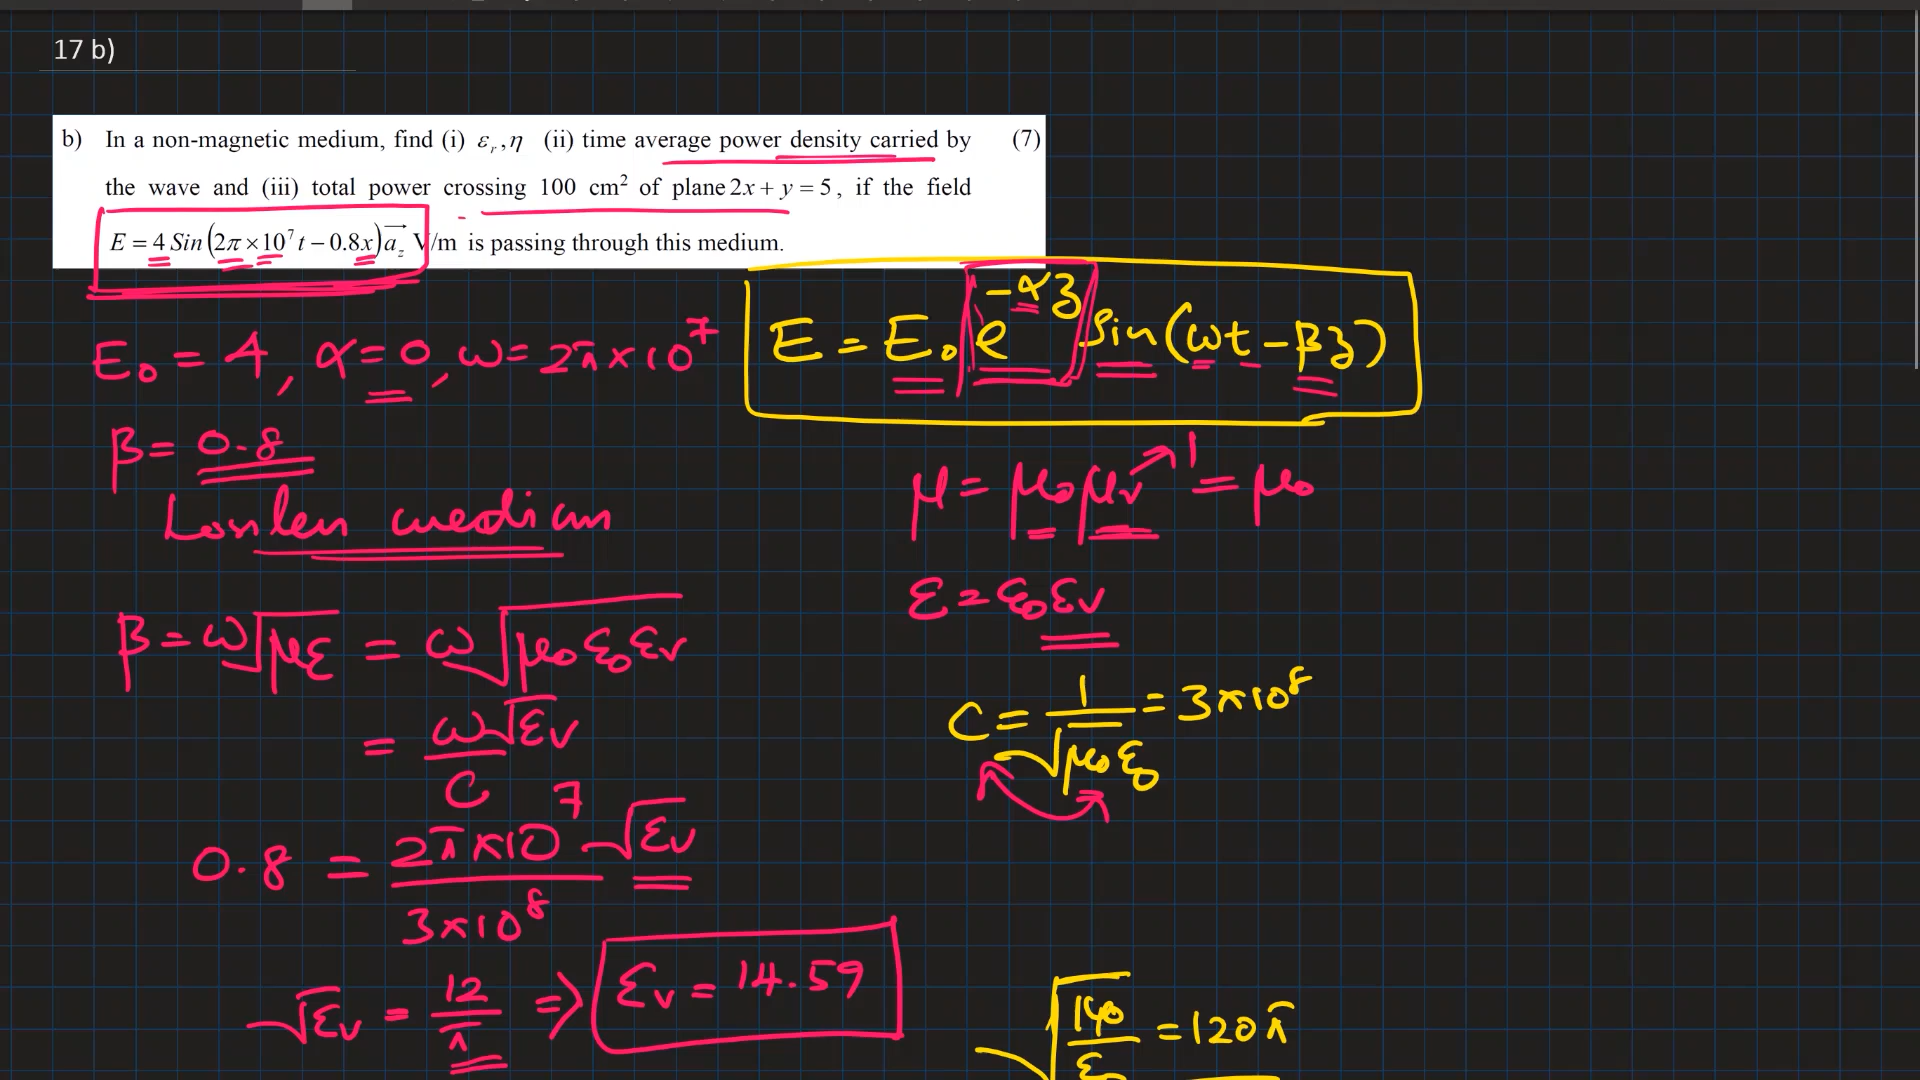 17 b)
b) In a non-magnetic medium, find (i) εr, η (ii) time average power density carried by (7)
the wave and (iii) total power crossing 100 cm² of plane 2x + y = 5, if the field
E = 4 Sin(2π×10⁷t − 0.8x) a⃗z V/m is passing through this medium.
E = E₀ e^(-αz) Sin(ωt − βz)
E₀ = 4, α = 0, ω = 2π×10⁷
β = 0.8
μ = μ₀μr → 1 = μ₀
Lossless medium
ε = ε₀εr
β = ω√με = ω√μ₀ε₀εr
C = 1/√μ₀ε₀ = 3×10⁸
= ω√εr / C
0.8 = 2π×10⁷ √εr / 3×10⁸
√εr = 12/π ⇒ εr = 14.59
√μ₀/ε₀ = 120π